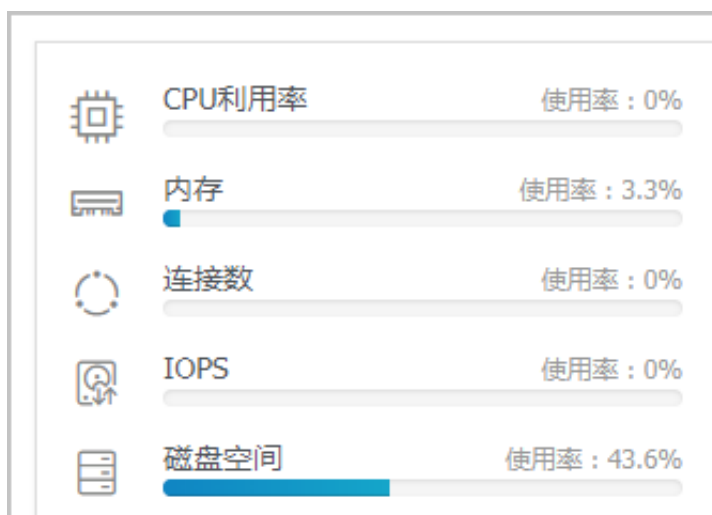 CPU利用率 使用率：0%
内存 使用率：3.3%
连接数 使用率：0%
IOPS 使用率：0%
磁盘空间 使用率：43.6%